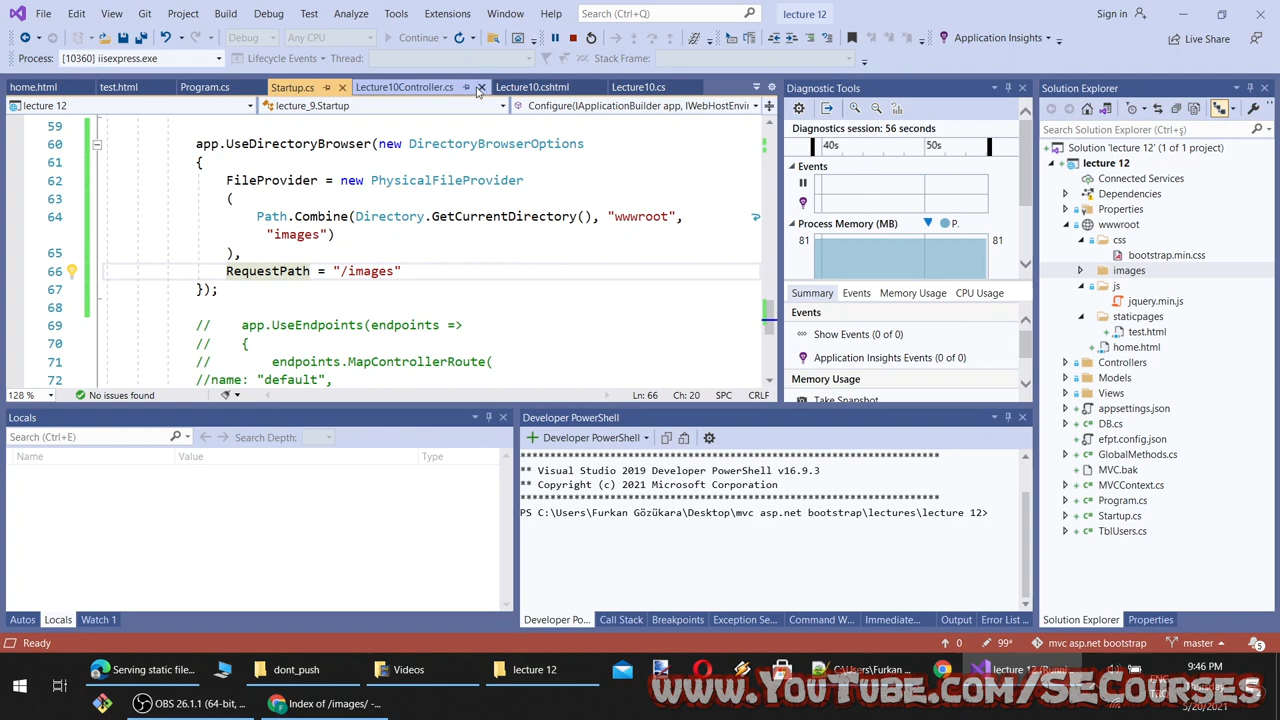 File Edit View Git Project Build Debug Test Analyze Tools Extensions Window Help Search (Ctrl+Q) lecture 12 Sign in
Debug Any CPU Continue Application Insights Live Share
Process: [10360] iisexpress.exe Lifecycle Events Thread: Stack Frame:
home.html test.html Program.cs Startup.cs Lecture10Controller.cs Lecture10.cshtml Lecture10.cs
lecture 12 lecture_9.Startup Configure(IApplicationBuilder app, IWebHostEnvi
59
60 app.UseDirectoryBrowser(new DirectoryBrowserOptions
61 {
62 FileProvider = new PhysicalFileProvider
63 (
64 Path.Combine(Directory.GetCurrentDirectory(), "wwwroot",
"images")
65 ),
66 RequestPath = "/images"
67 });
68
69 // app.UseEndpoints(endpoints =>
70 // {
71 // endpoints.MapControllerRoute(
72 //name: "default",
128 % No issues found Ln: 66 Ch: 20 SPC CRLF
Diagnostic Tools
Diagnostics session: 56 seconds
40s 50s
Events
Process Memory (MB) P.
81 81
Summary Events Memory Usage CPU Usage
Events
Show Events (0 of 0)
Application Insights Events (0 of 0)
Memory Usage
Take Snapshot
Solution Explorer
Search Solution Explorer (Ctrl+ş)
Solution 'lecture 12' (1 of 1 project)
lecture 12
Connected Services
Dependencies
Properties
wwwroot
css
bootstrap.min.css
images
js
jquery.min.js
staticpages
test.html
home.html
Controllers
Models
Views
appsettings.json
DB.cs
efpt.config.json
GlobalMethods.cs
MVC.bak
MVCContext.cs
Program.cs
Startup.cs
TblUsers.cs
Solution Explorer Properties
Locals
Search (Ctrl+E) Search Depth:
Name Value Type
Autos Locals Watch 1
Developer PowerShell
Developer PowerShell
**********************************************************************
** Visual Studio 2019 Developer PowerShell v16.9.3
** Copyright (c) 2021 Microsoft Corporation
**********************************************************************
PS C:\Users\Furkan Gözükara\Desktop\mvc asp.net bootstrap\lectures\lecture 12>
Developer Po... Call Stack Breakpoints Exception Se... Command W... Immediate... Output Error List ...
Ready 0 99* mvc asp.net bootstrap master 5
Serving static file... dont_push Videos lecture 12 C:\Users\Furkan ... lecture 12 (Runni... 9:46 PM
OBS 26.1.1 (64-bit, ... Index of /images/ -... 5/20/2021
www.YouTube.com/SECourses